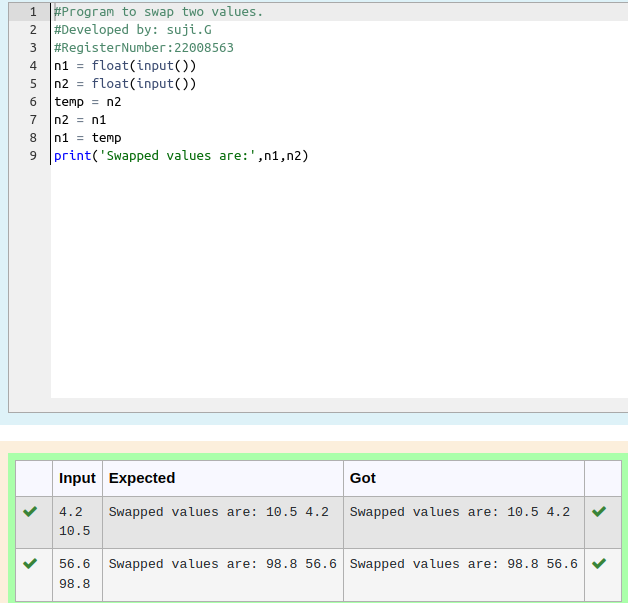 1 #Program to swap two values.
2 #Developed by: suji.G
3 #RegisterNumber:22008563
4 n1 = float(input())
5 n2 = float(input())
6 temp = n2
7 n2 = n1
8 n1 = temp
9 print('Swapped values are:',n1,n2)
Input Expected Got
4.2 Swapped values are: 10.5 4.2 Swapped values are: 10.5 4.2
10.5
56.6 Swapped values are: 98.8 56.6 Swapped values are: 98.8 56.6
98.8